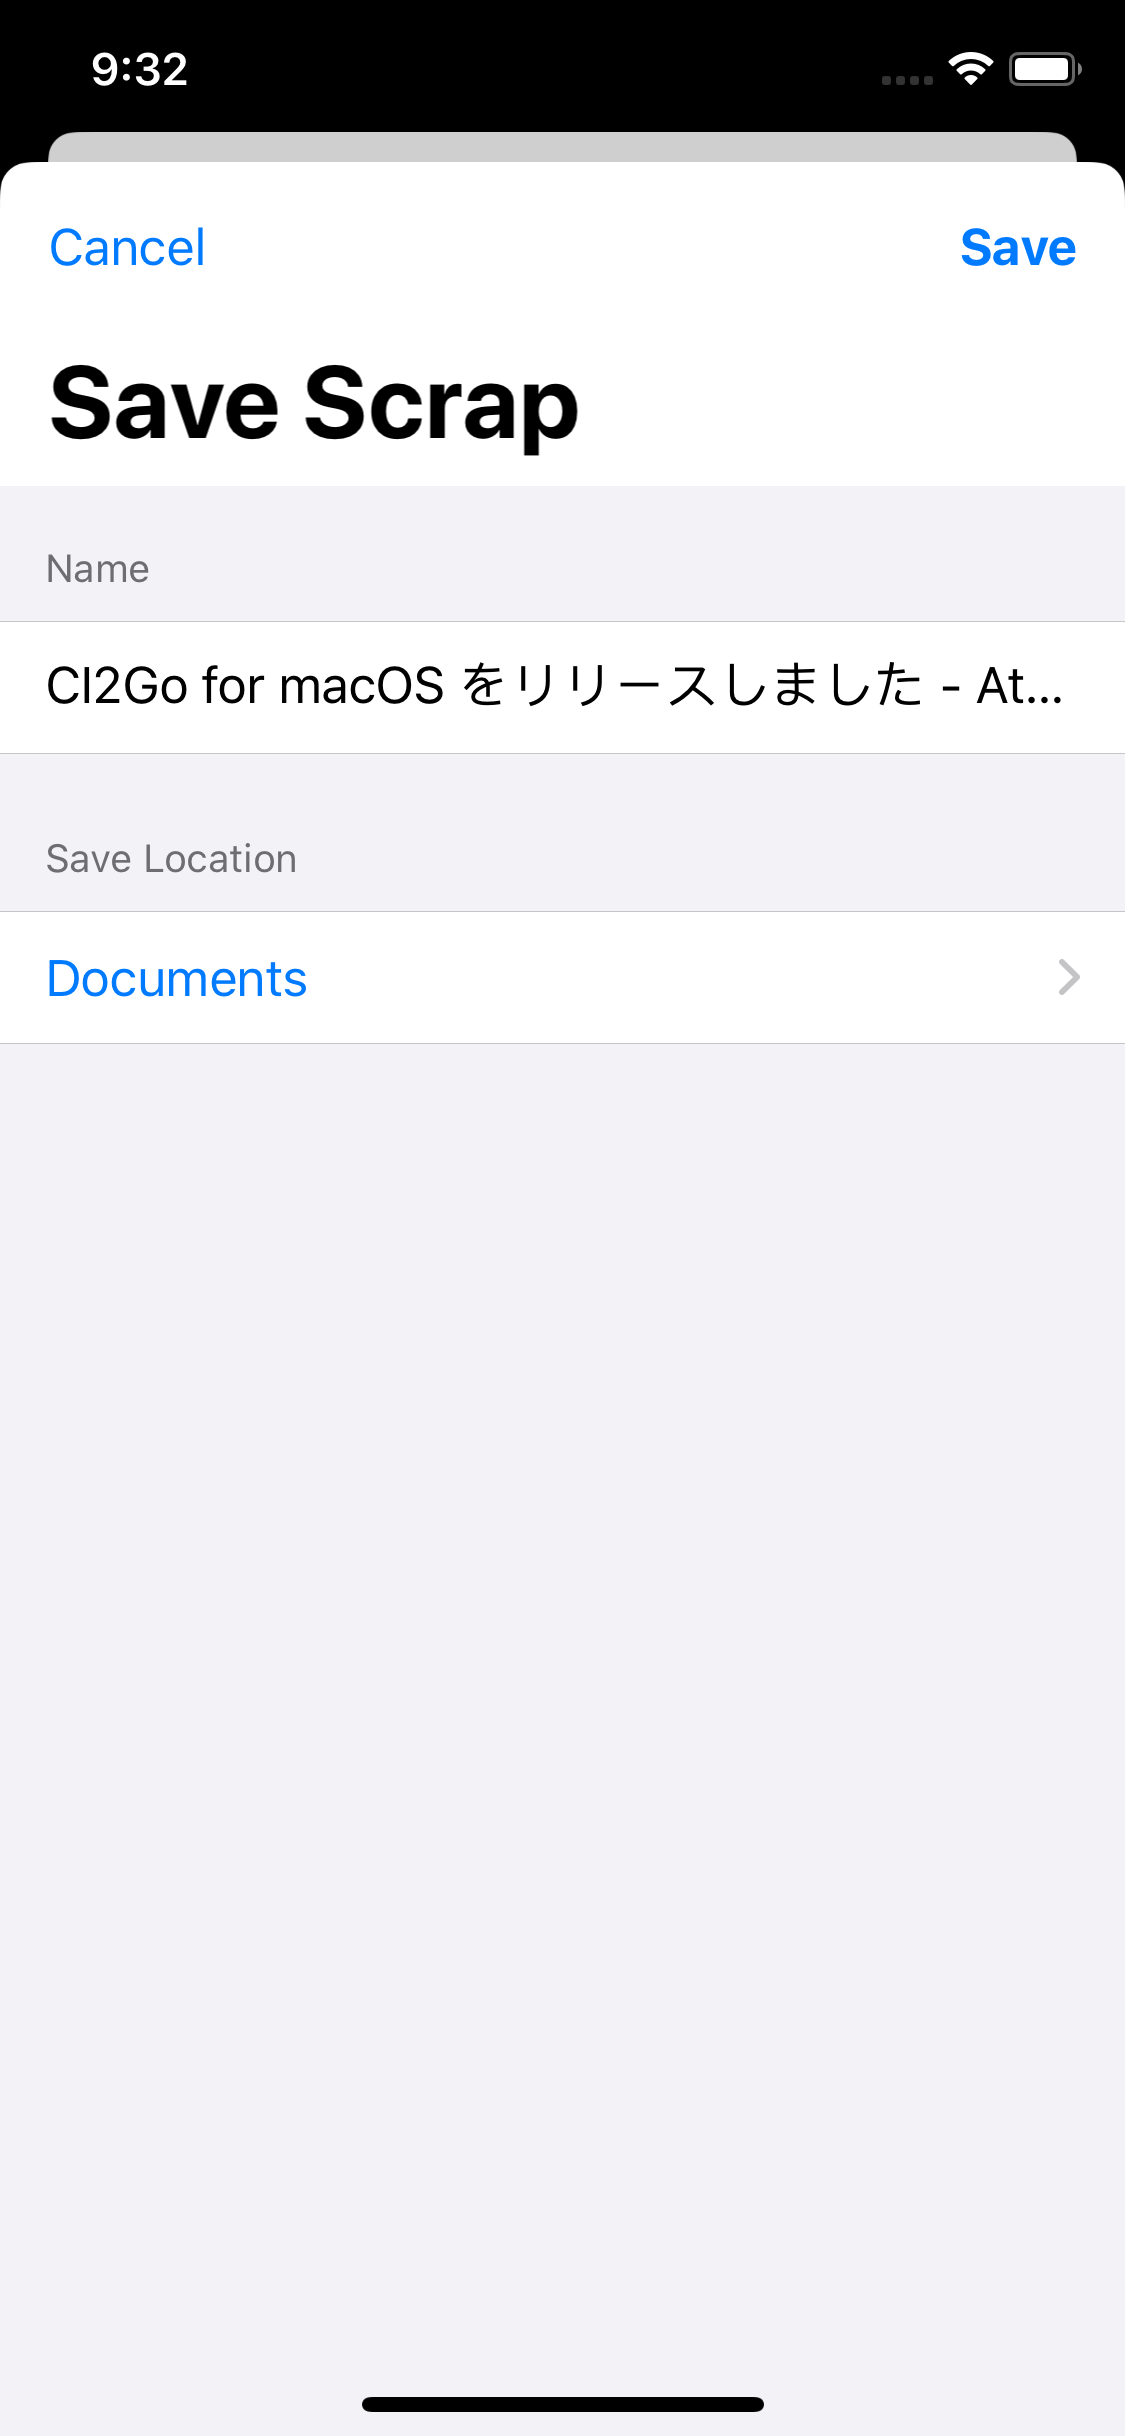 9:32
Cancel
Save
Save Scrap
Name
CI2Go for macOS をリリースしました - At...
Save Location
Documents